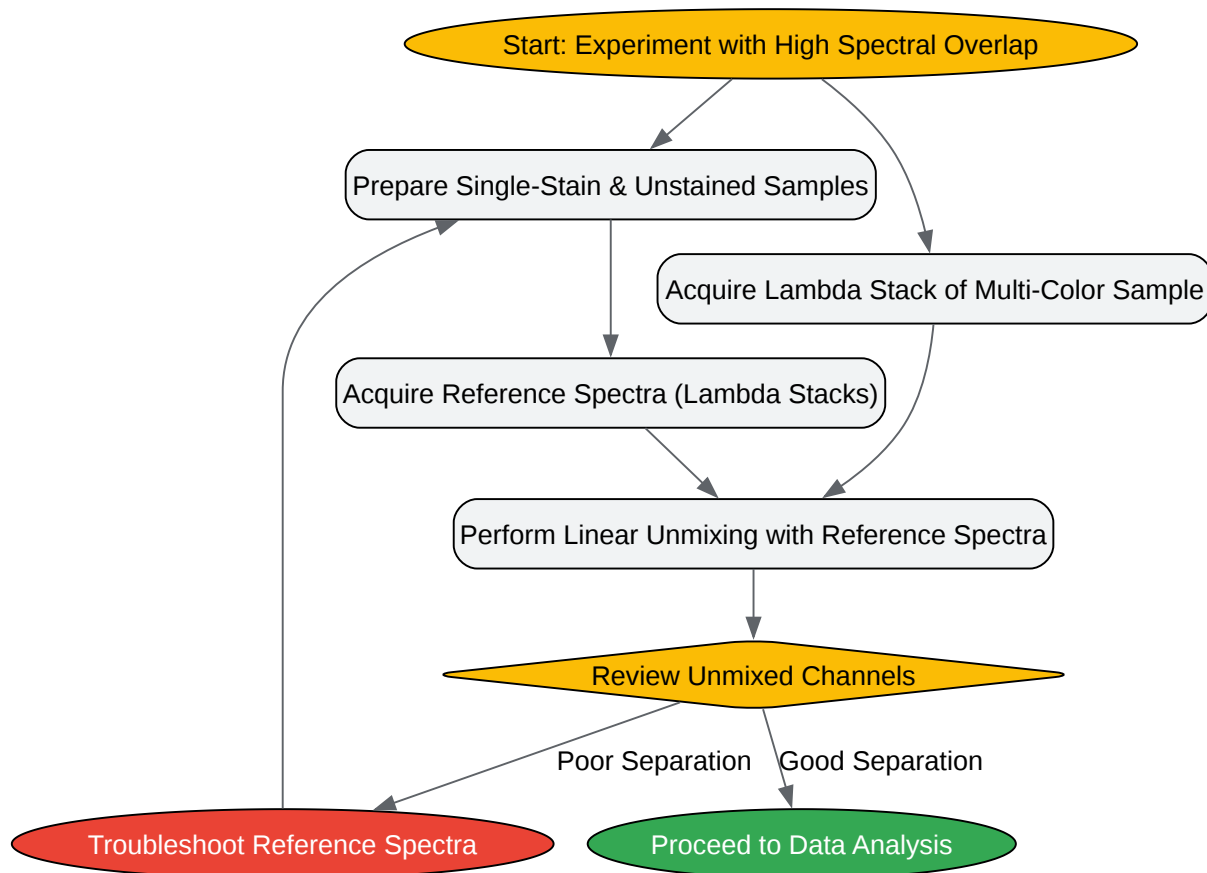 Start: Experiment with High Spectral Overlap
Prepare Single-Stain & Unstained Samples
Acquire Lambda Stack of Multi-Color Sample
Acquire Reference Spectra (Lambda Stacks)
Perform Linear Unmixing with Reference Spectra
Review Unmixed Channels
Poor Separation
Good Separation
Troubleshoot Reference Spectra
Proceed to Data Analysis